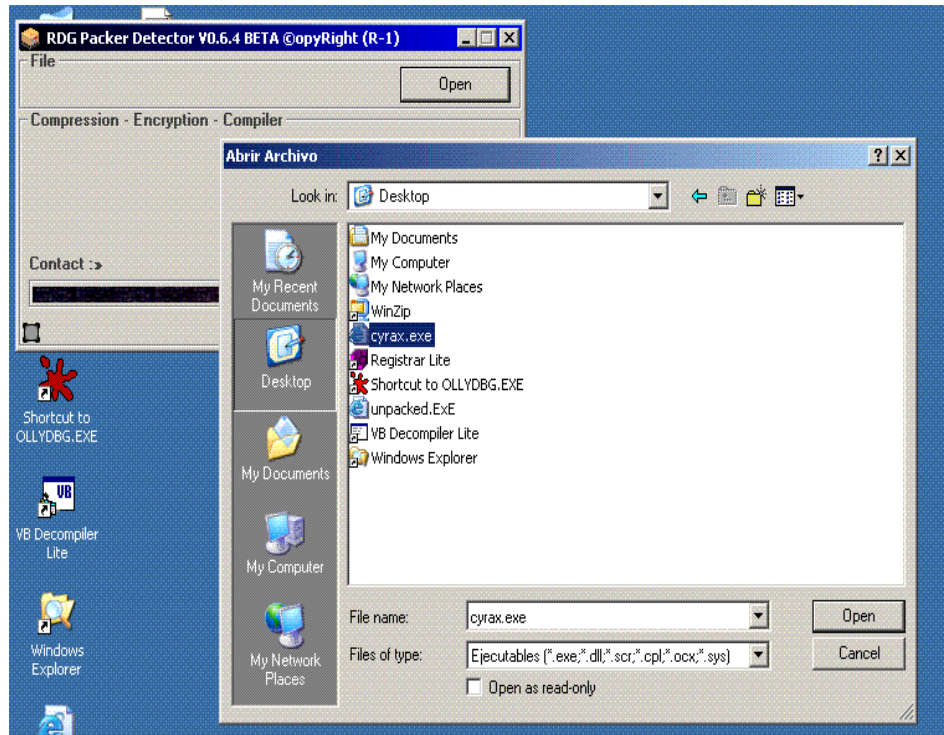 RDG Packer Detector V0.6.4 BETA ©opyRight (R-1)
File
Open
Compression - Encryption - Compiler
Contact :»
Abrir Archivo
Look in:
Desktop
My Recent
Documents
Desktop
My Documents
My Computer
My Network
Places
My Documents
My Computer
My Network Places
WinZip
cyrax.exe
Registrar Lite
Shortcut to OLLYDBG.EXE
unpacked.ExE
VB Decompiler Lite
Windows Explorer
File name:
cyrax.exe
Open
Files of type:
Ejecutables (*.exe;*.dll;*.scr;*.cpl;*.ocx;*.sys)
Cancel
Open as read-only
Shortcut to
OLLYDBG.EXE
VB
VB Decompiler
Lite
Windows
Explorer